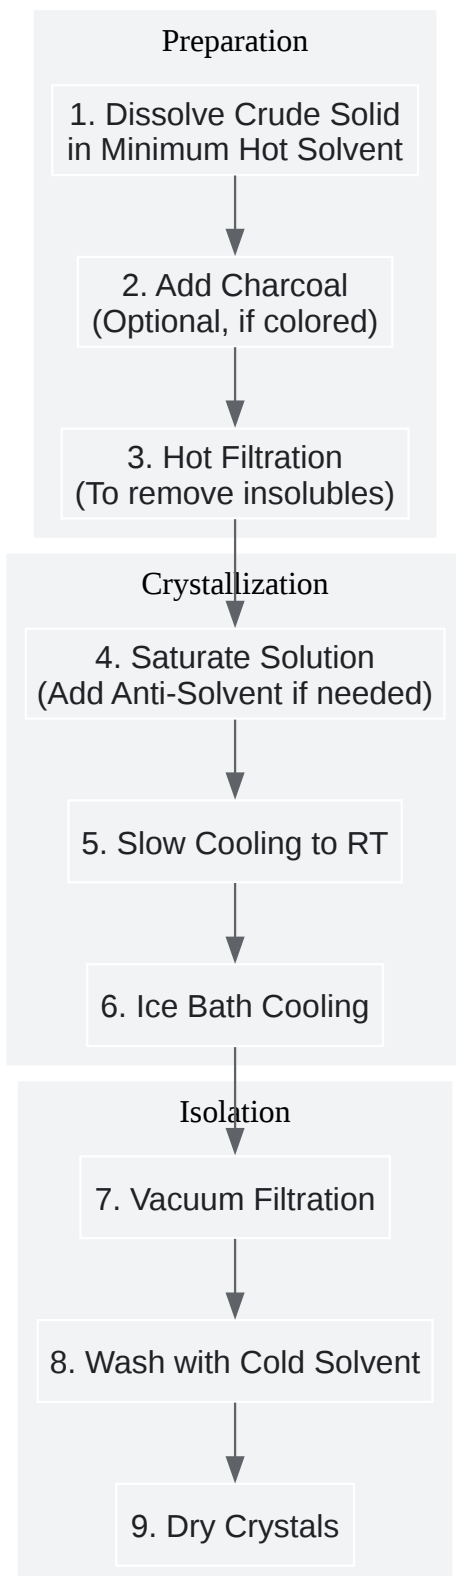 Preparation
1. Dissolve Crude Solid
in Minimum Hot Solvent
2. Add Charcoal
(Optional, if colored)
3. Hot Filtration
(To remove insolubles)
Crystallization
4. Saturate Solution
(Add Anti-Solvent if needed)
5. Slow Cooling to RT
6. Ice Bath Cooling
Isolation
7. Vacuum Filtration
8. Wash with Cold Solvent
9. Dry Crystals